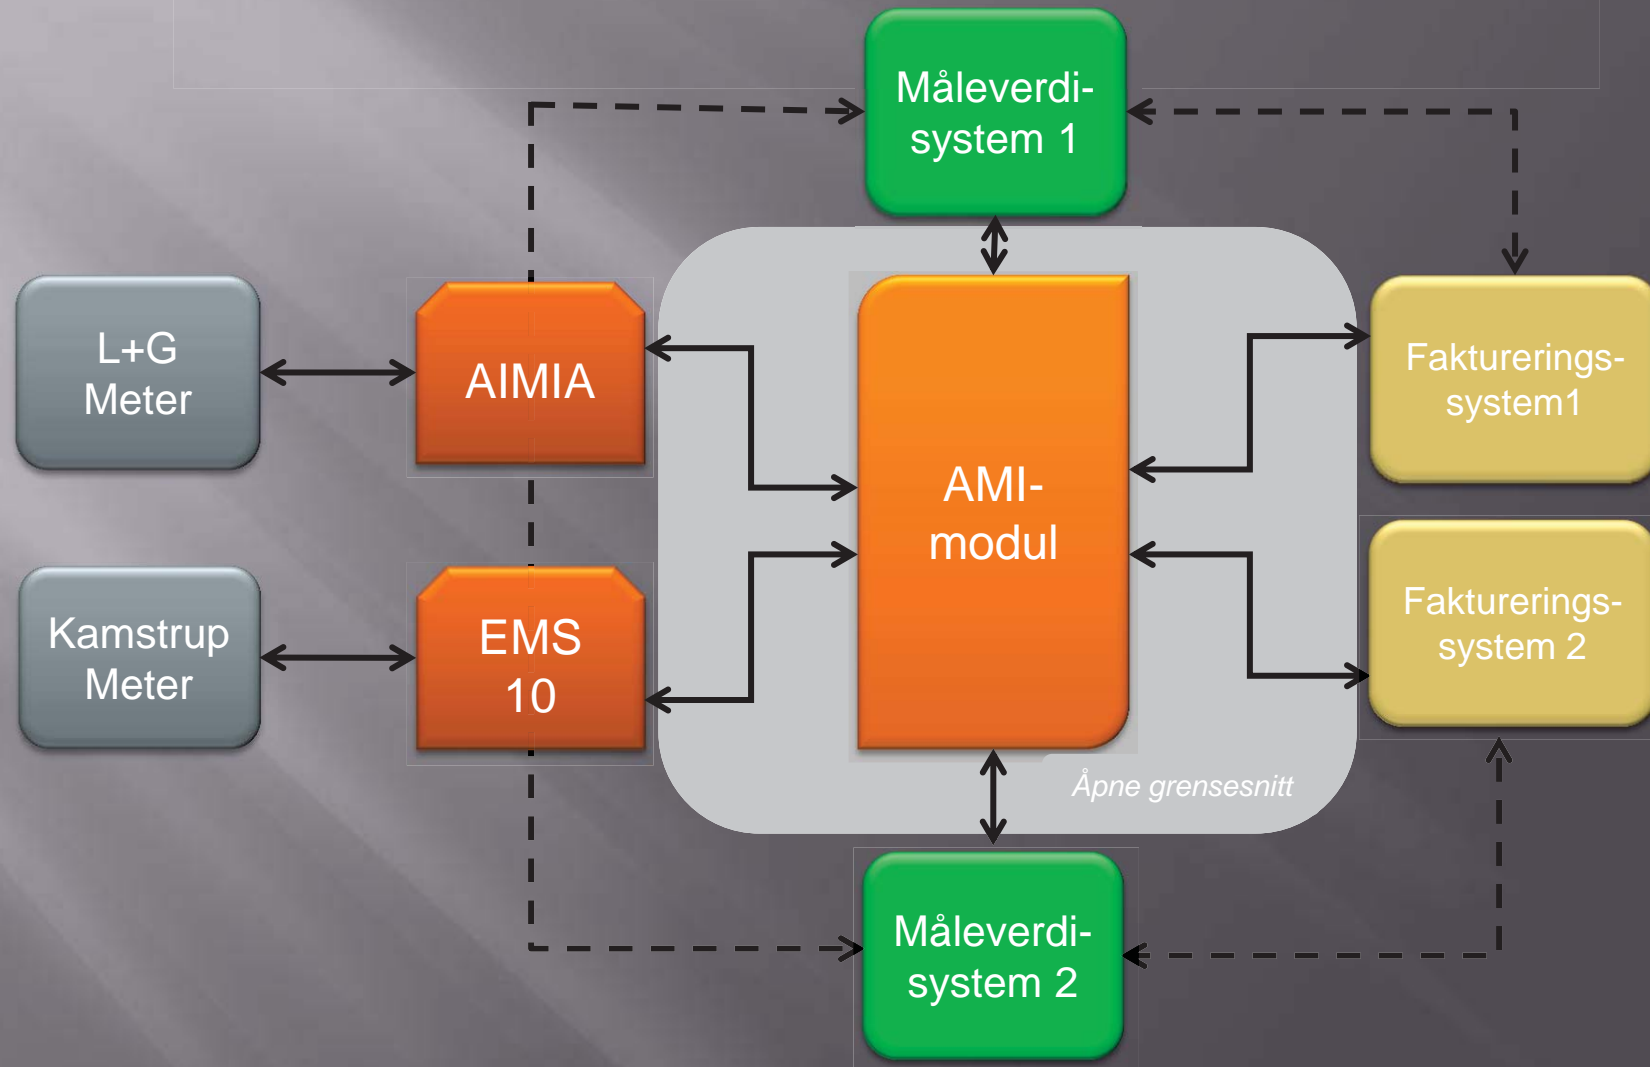 Måleverdi-
system 1
L+G
Meter
AIMIA
AMI-
modul
Fakturerings-
system1
Kamstrup
Meter
EMS
10
Fakturerings-
system 2
Åpne grensesnitt
Måleverdi-
system 2